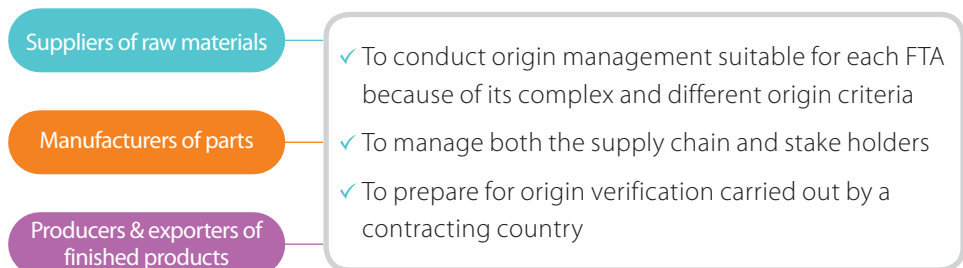 Suppliers of raw materials
Manufacturers of parts
Producers & exporters of
finished products
✓ To conduct origin management suitable for each FTA
because of its complex and different origin criteria
✓ To manage both the supply chain and stake holders
✓ To prepare for origin verification carried out by a
contracting country